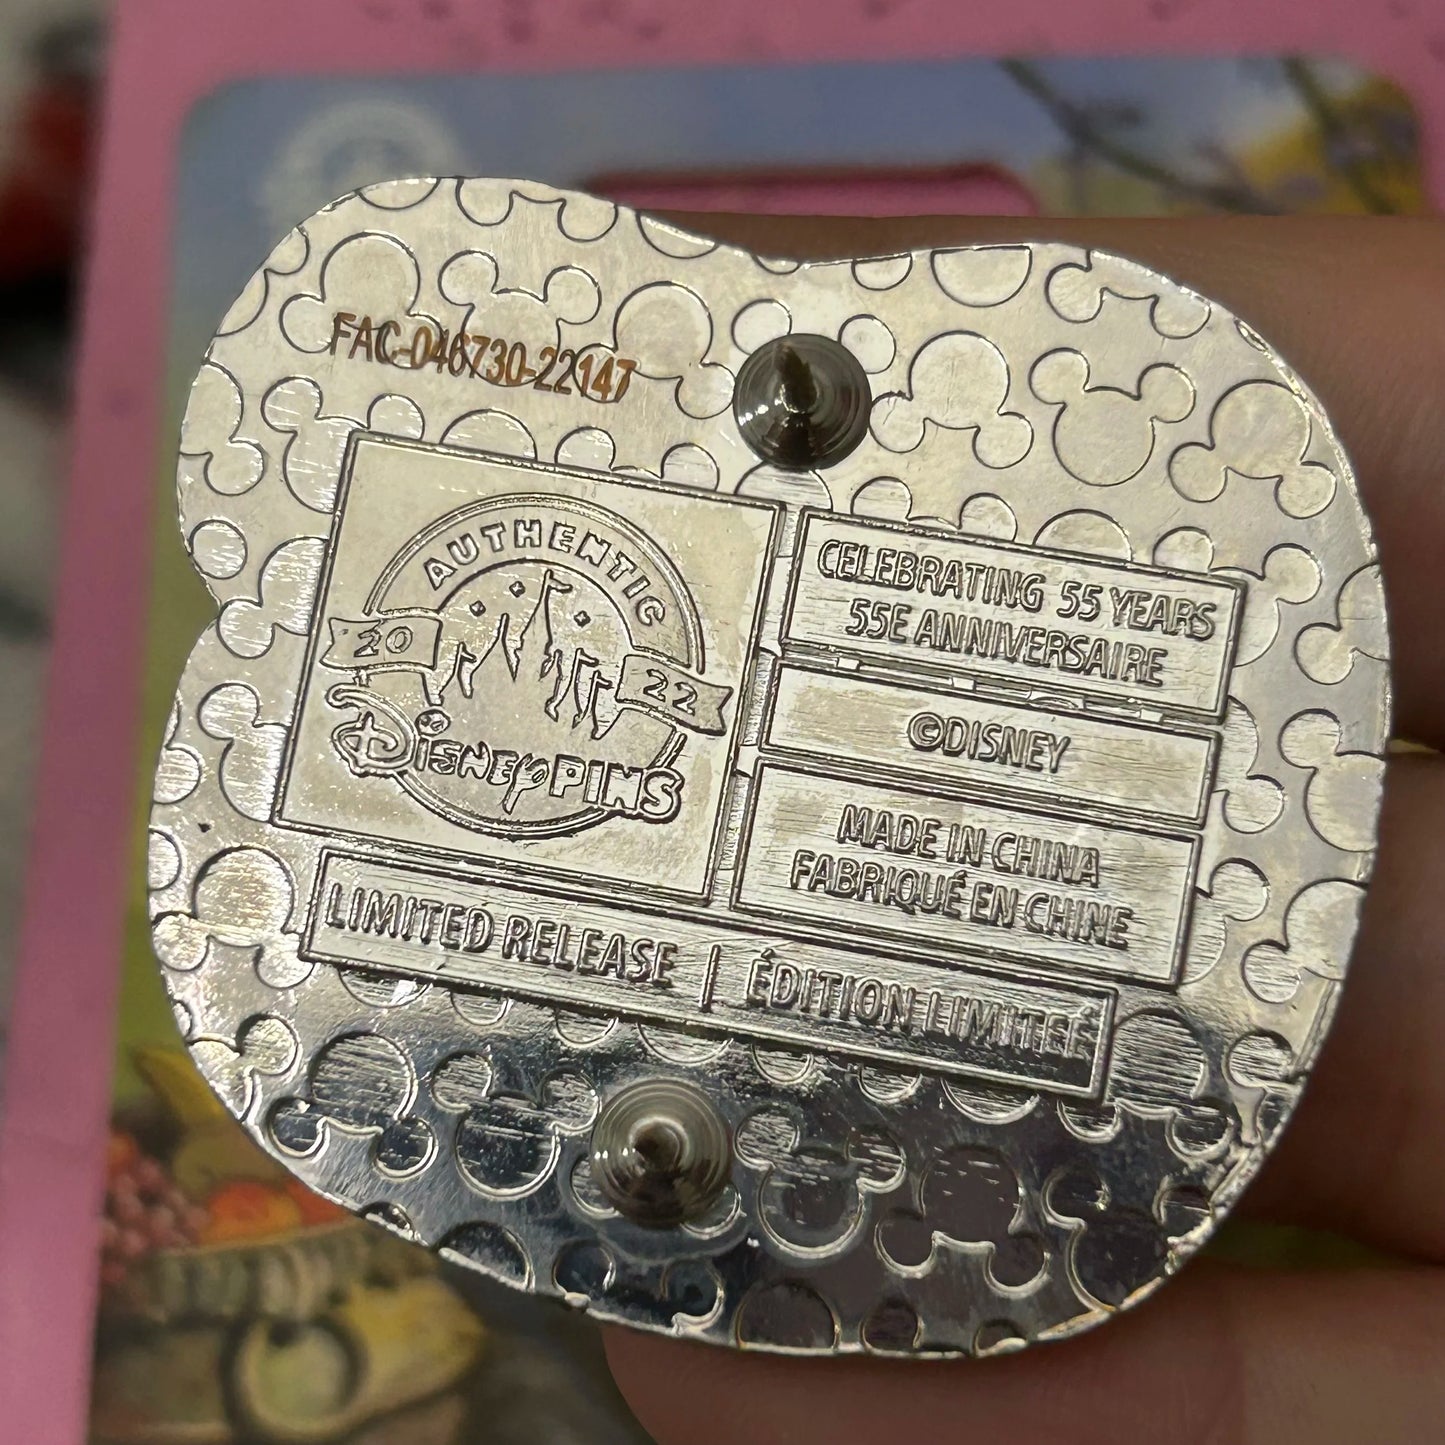 FAC-046730-22147
AUTHENTIC
20 22
Disney PINS
CELEBRATING 55 YEARS
55E ANNIVERSAIRE
©DISNEY
MADE IN CHINA
FABRIQUÉ EN CHINE
LIMITED RELEASE | ÉDITION LIMITEÉ